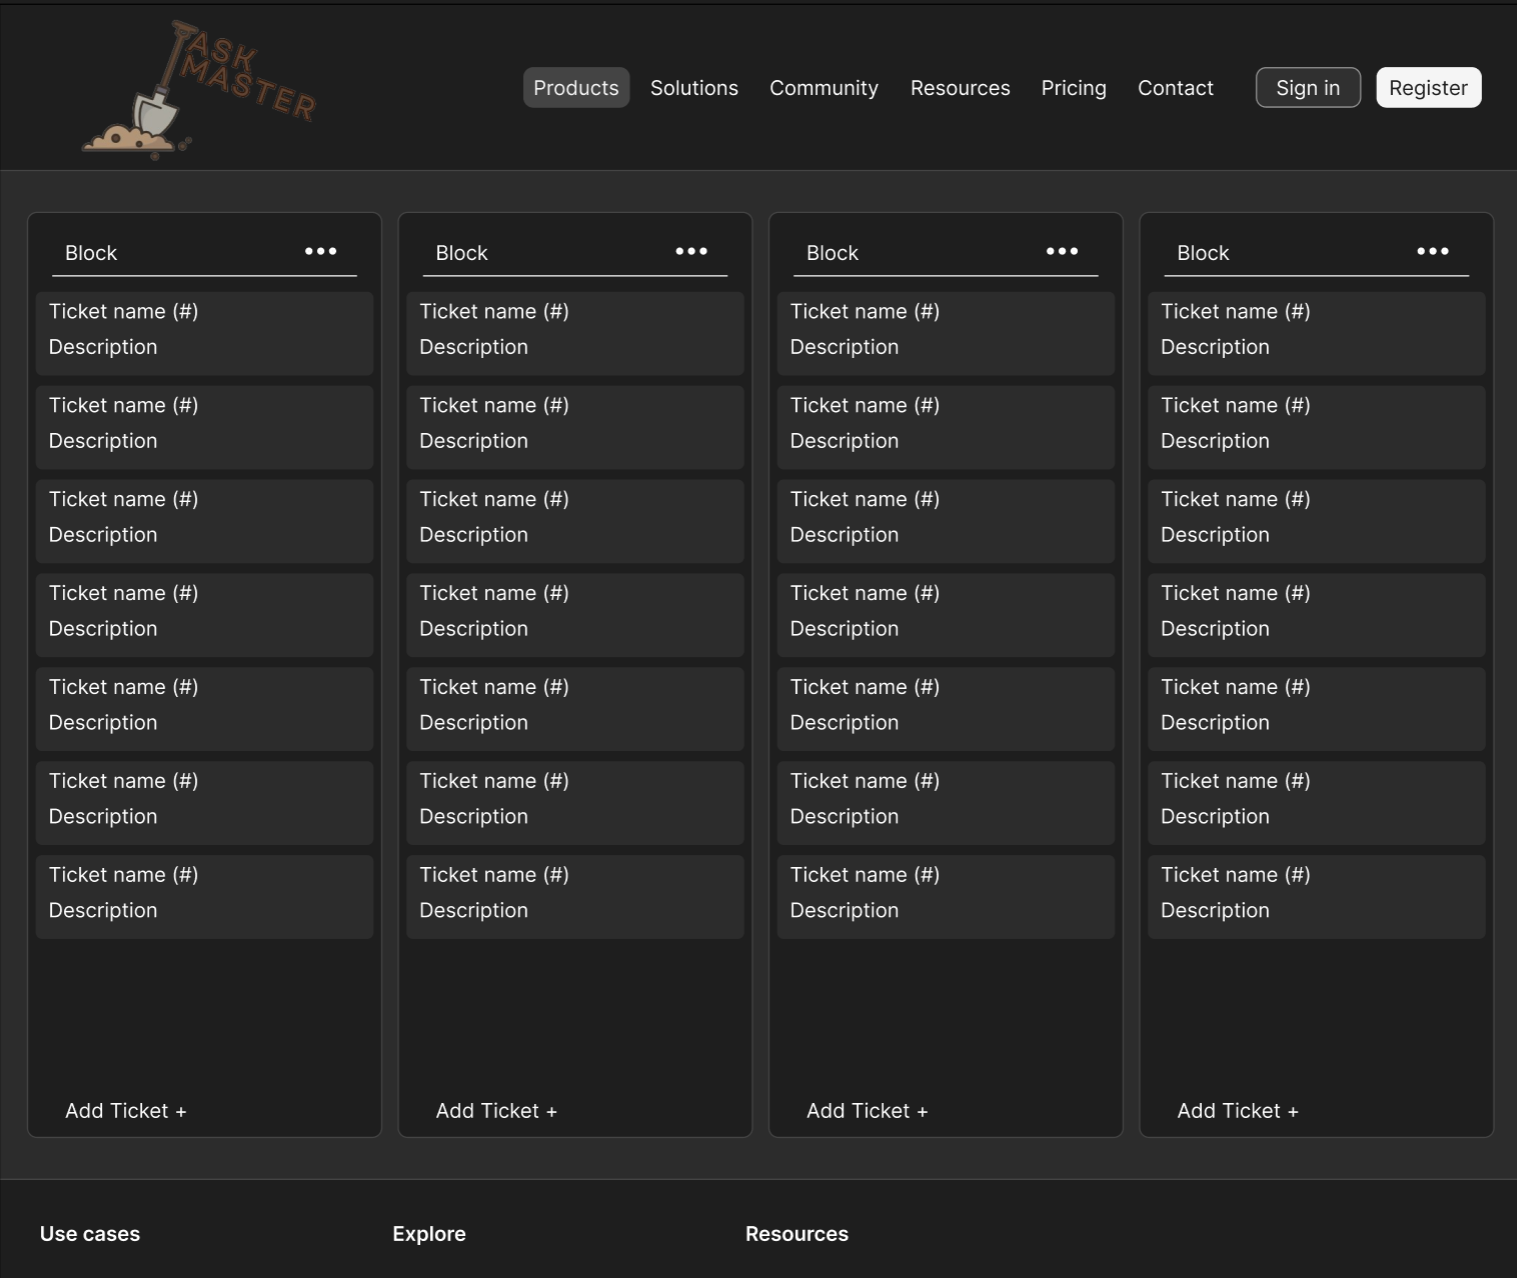 TASK
MASTER
Products Solutions Community Resources Pricing Contact Sign in Register
Block
Ticket name (#)
Description
Ticket name (#)
Description
Ticket name (#)
Description
Ticket name (#)
Description
Ticket name (#)
Description
Ticket name (#)
Description
Ticket name (#)
Description
Add Ticket +
Block
Ticket name (#)
Description
Ticket name (#)
Description
Ticket name (#)
Description
Ticket name (#)
Description
Ticket name (#)
Description
Ticket name (#)
Description
Ticket name (#)
Description
Add Ticket +
Block
Ticket name (#)
Description
Ticket name (#)
Description
Ticket name (#)
Description
Ticket name (#)
Description
Ticket name (#)
Description
Ticket name (#)
Description
Ticket name (#)
Description
Add Ticket +
Block
Ticket name (#)
Description
Ticket name (#)
Description
Ticket name (#)
Description
Ticket name (#)
Description
Ticket name (#)
Description
Ticket name (#)
Description
Ticket name (#)
Description
Add Ticket +
Use cases
Explore
Resources